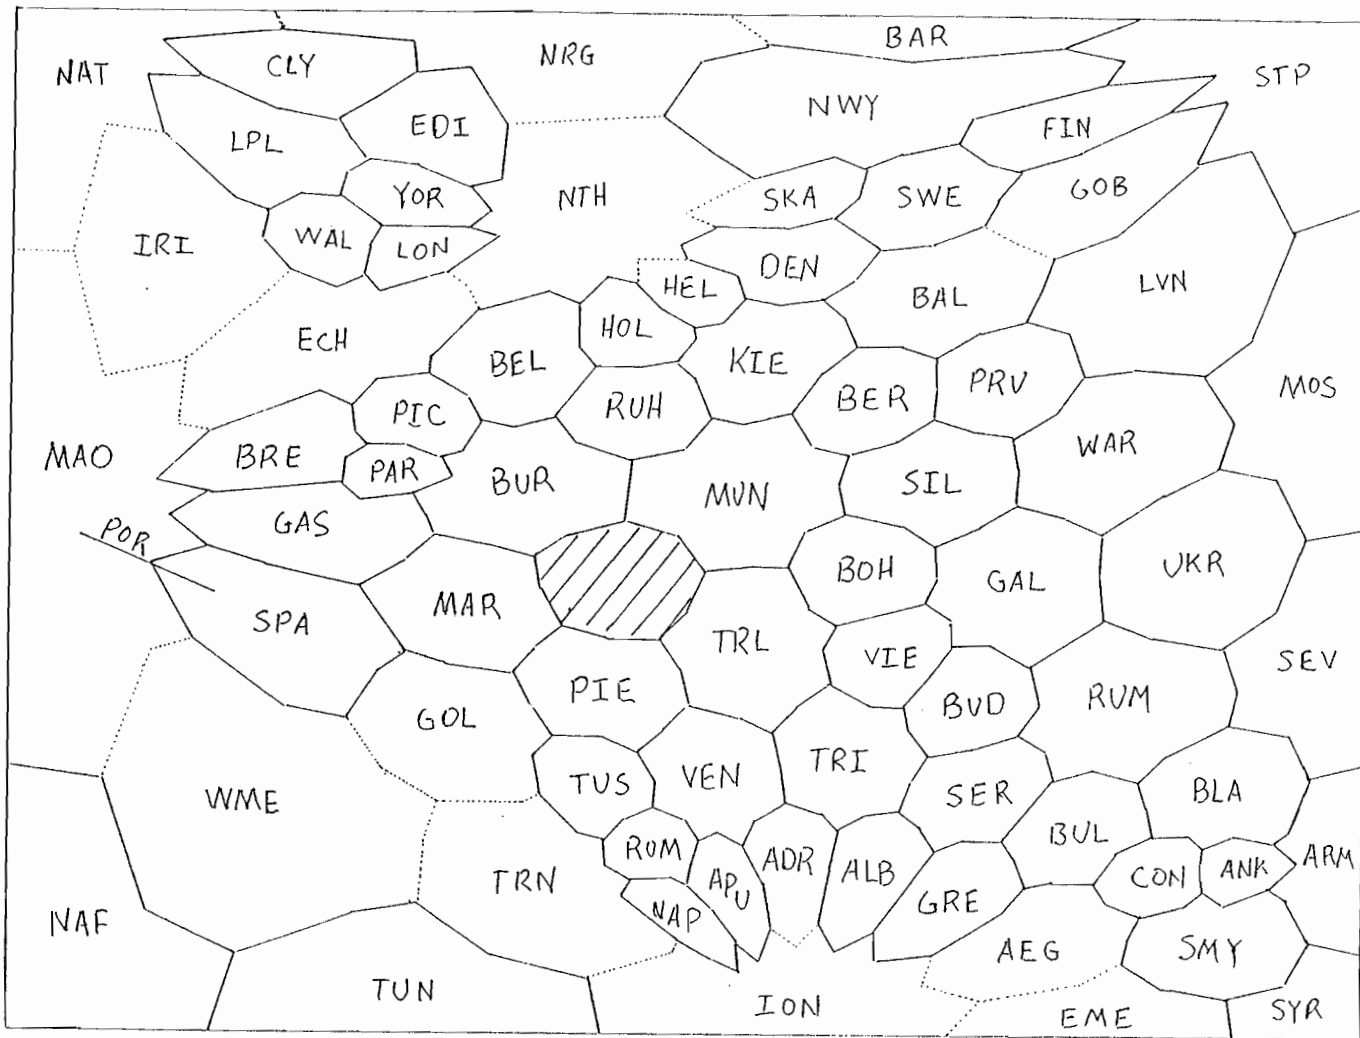 BAR
NRG
CLY
NAT
STP
NWY
EDI
FIN
LPL
GOB
YOR
NTH
SKA
SWE
WAL
IRI
LON
DEN
HEL
LVN
BAL
HOL
ECH
BEL
KIE
PRU
MOS
BER
RUH
PIC
WAR
MAO
BRE
PAR
BUR
SIL
MUN
GAS
POR
UKR
BOH
GAL
MAR
SPA
TRL
VIE
SEV
PIE
RUM
BUD
GOL
TRI
VEN
TUS
BLA
WME
SER
BUL
ROM
ADR
ARM
ALB
ANK
CON
TRN
APU
GRE
NAP
NAF
SMY
AEG
TUN
ION
SYR
EME